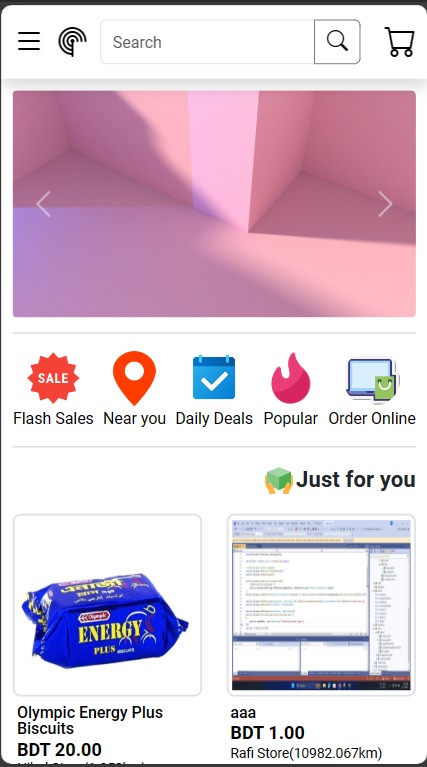 Search
SALE
Flash Sales
Near you
Daily Deals
Popular
Order Online
Just for you
Olympic
ENERGY
PLUS BISCUITS
Olympic Energy Plus
Biscuits
BDT 20.00
aaa
BDT 1.00
Rafi Store(10982.067km)